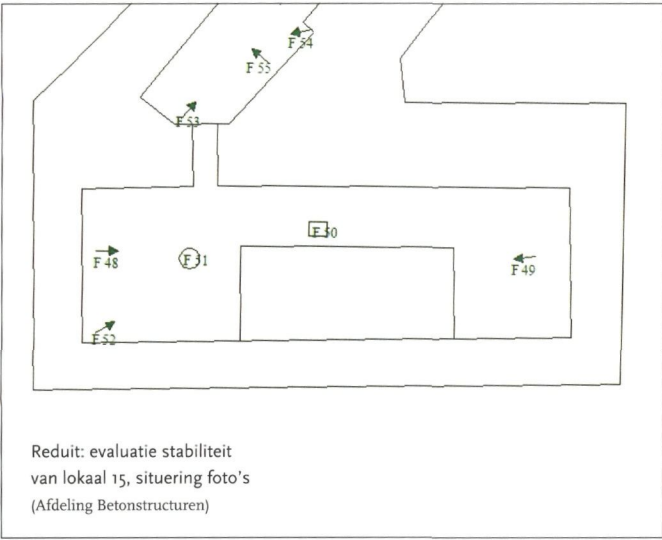 F 54
F 55
F 53
F 50
F 48
F 51
F 49
F 52
Reduit: evaluatie stabiliteit
van lokaal 15, situering foto's
(Afdeling Betonstructuren)